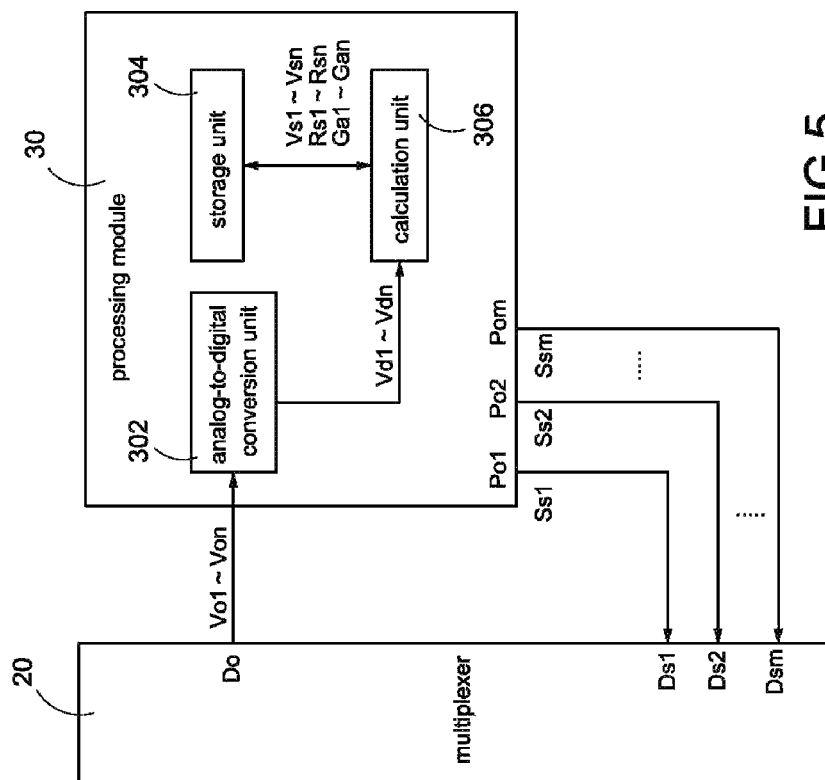 30
processing module
304
storage unit
302
analog-to-digital
conversion unit
Vs1 ~ Vsn
Rs1 ~ Rsn
Ga1 ~ Gan
calculation unit
306
Vd1 ~ Vdn
Vo1 ~ Von
20
Do
multiplexer
Po1
Po2
Pom
Ss1
Ss2
Ssm
......
......
Ds1
Ds2
Dsm
FIG.5